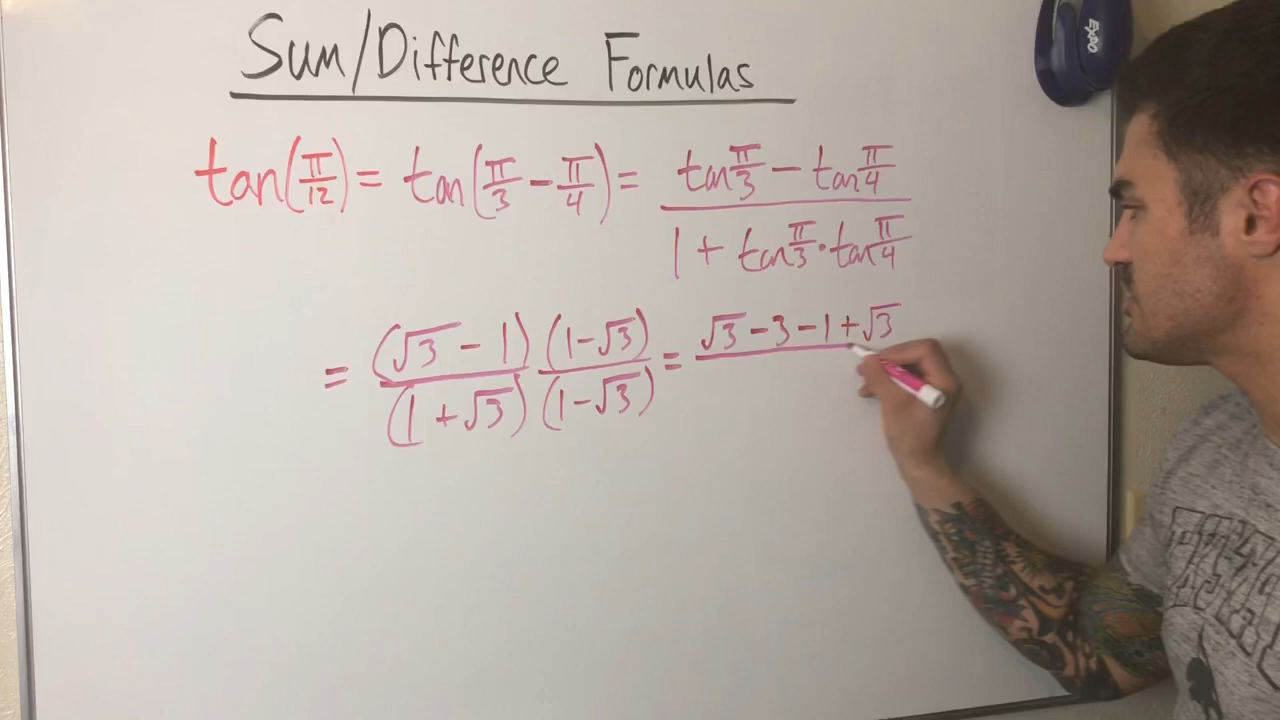 Sum/Difference Formulas
EXPO
tan(π/12) = tan(π/3 - π/4) = (tan π/3 - tan π/4)/(1 + tan π/3 · tan π/4)
= (√3 - 1)/(1 + √3) (1-√3)/(1-√3) = √3 - 3 - 1 + √3